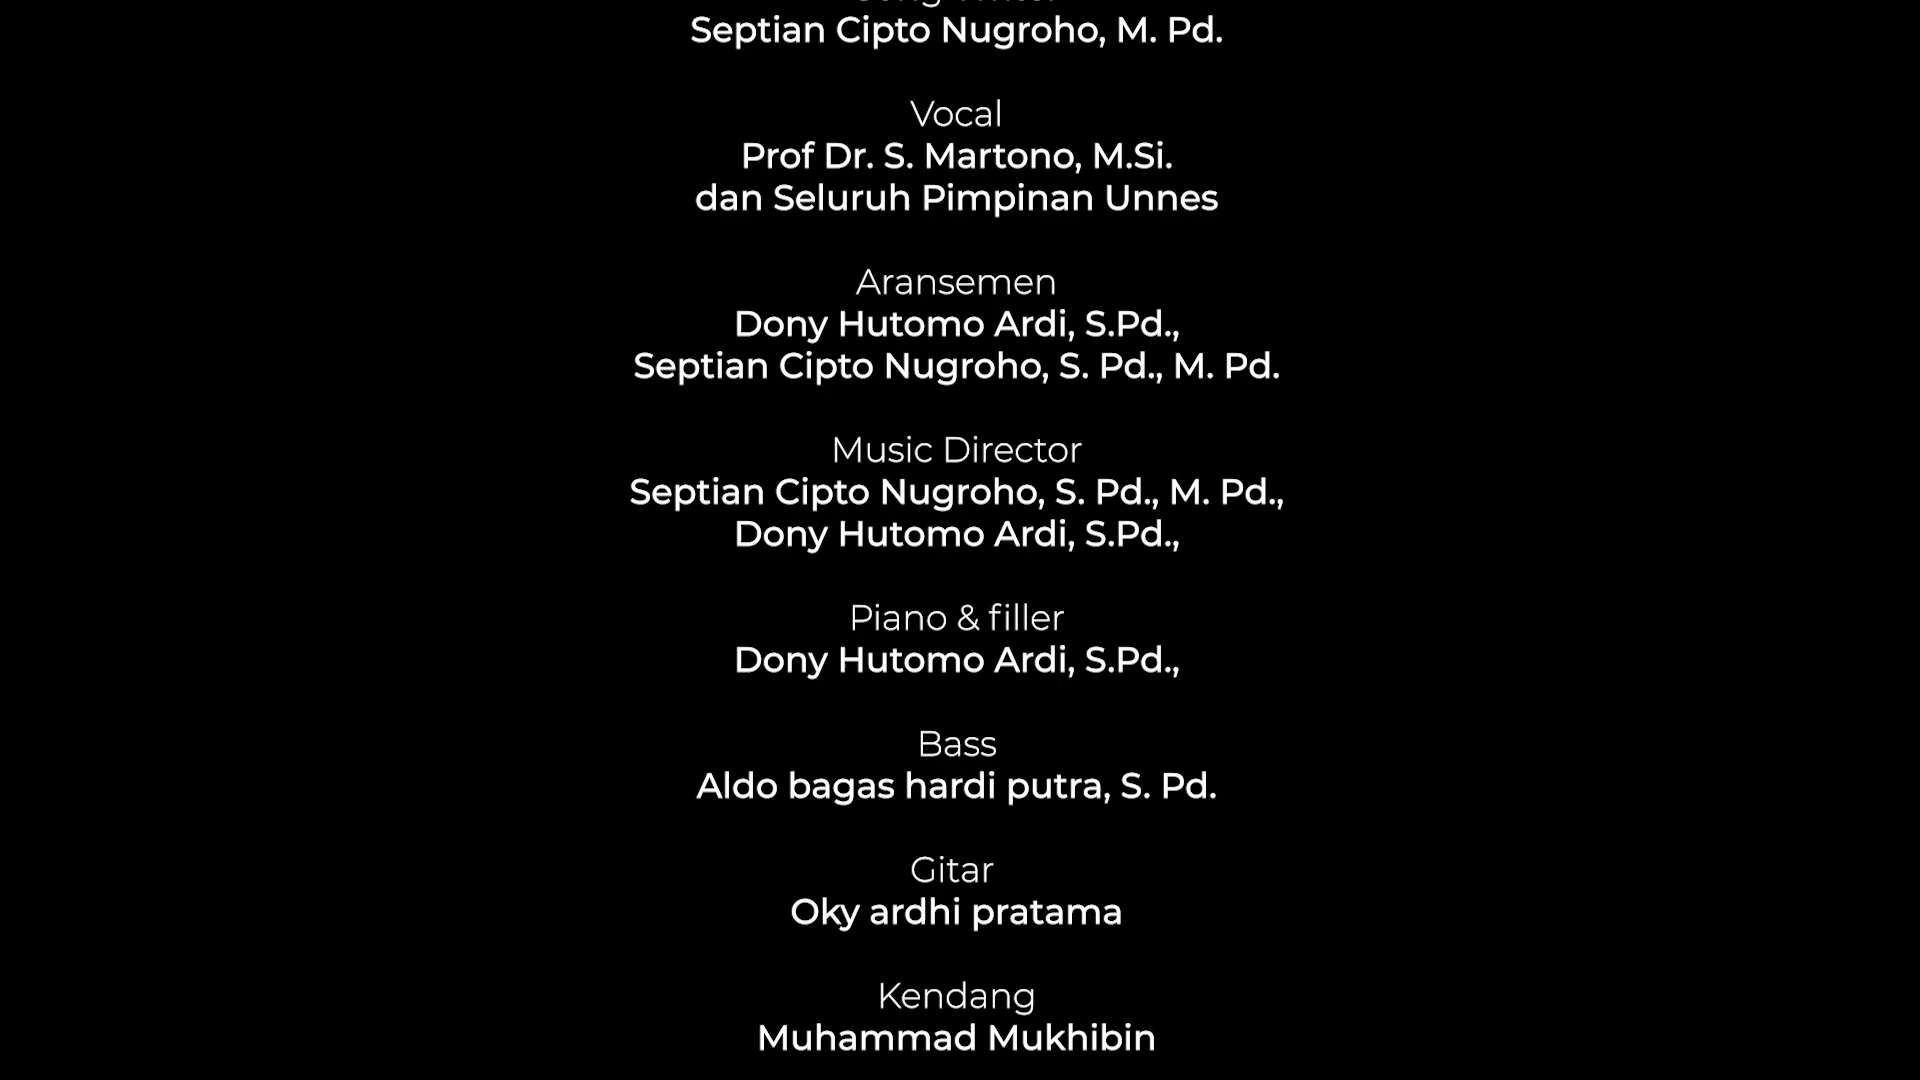 Septian Cipto Nugroho, M. Pd.
Vocal
Prof Dr. S. Martono, M.Si.
dan Seluruh Pimpinan Unnes
Aransemen
Dony Hutomo Ardi, S.Pd.,
Septian Cipto Nugroho, S. Pd., M. Pd.
Music Director
Septian Cipto Nugroho, S. Pd., M. Pd.,
Dony Hutomo Ardi, S.Pd.,
Piano & filler
Dony Hutomo Ardi, S.Pd.,
Bass
Aldo bagas hardi putra, S. Pd.
Gitar
Oky ardhi pratama
Kendang
Muhammad Mukhibin